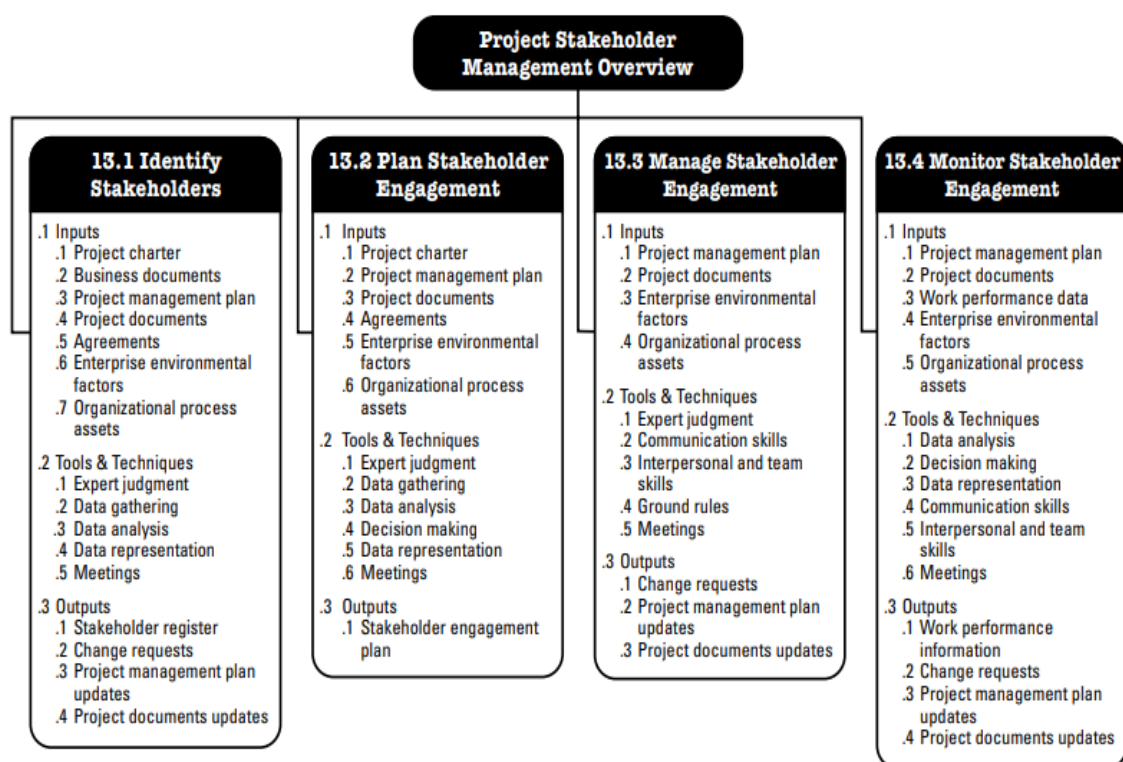 Project Stakeholder
Management Overview
13.1 Identify
Stakeholders
.1 Inputs
.1 Project charter
.2 Business documents
.3 Project management plan
.4 Project documents
.5 Agreements
.6 Enterprise environmental
factors
.7 Organizational process
assets
.2 Tools & Techniques
.1 Expert judgment
.2 Data gathering
.3 Data analysis
.4 Data representation
.5 Meetings
.3 Outputs
.1 Stakeholder register
.2 Change requests
.3 Project management plan
updates
.4 Project documents updates
13.2 Plan Stakeholder
Engagement
.1 Inputs
.1 Project charter
.2 Project management plan
.3 Project documents
.4 Agreements
.5 Enterprise environmental
factors
.6 Organizational process
assets
.2 Tools & Techniques
.1 Expert judgment
.2 Data gathering
.3 Data analysis
.4 Decision making
.5 Data representation
.6 Meetings
.3 Outputs
.1 Stakeholder engagement
plan
13.3 Manage Stakeholder
Engagement
.1 Inputs
.1 Project management plan
.2 Project documents
.3 Enterprise environmental
factors
.4 Organizational process
assets
.2 Tools & Techniques
.1 Expert judgment
.2 Communication skills
.3 Interpersonal and team
skills
.4 Ground rules
.5 Meetings
.3 Outputs
.1 Change requests
.2 Project management plan
updates
.3 Project documents updates
13.4 Monitor Stakeholder
Engagement
.1 Inputs
.1 Project management plan
.2 Project documents
.3 Work performance data
.4 Enterprise environmental
factors
.5 Organizational process
assets
.2 Tools & Techniques
.1 Data analysis
.2 Decision making
.3 Data representation
.4 Communication skills
.5 Interpersonal and team
skills
.6 Meetings
.3 Outputs
.1 Work performance
information
.2 Change requests
.3 Project management plan
updates
.4 Project documents updates